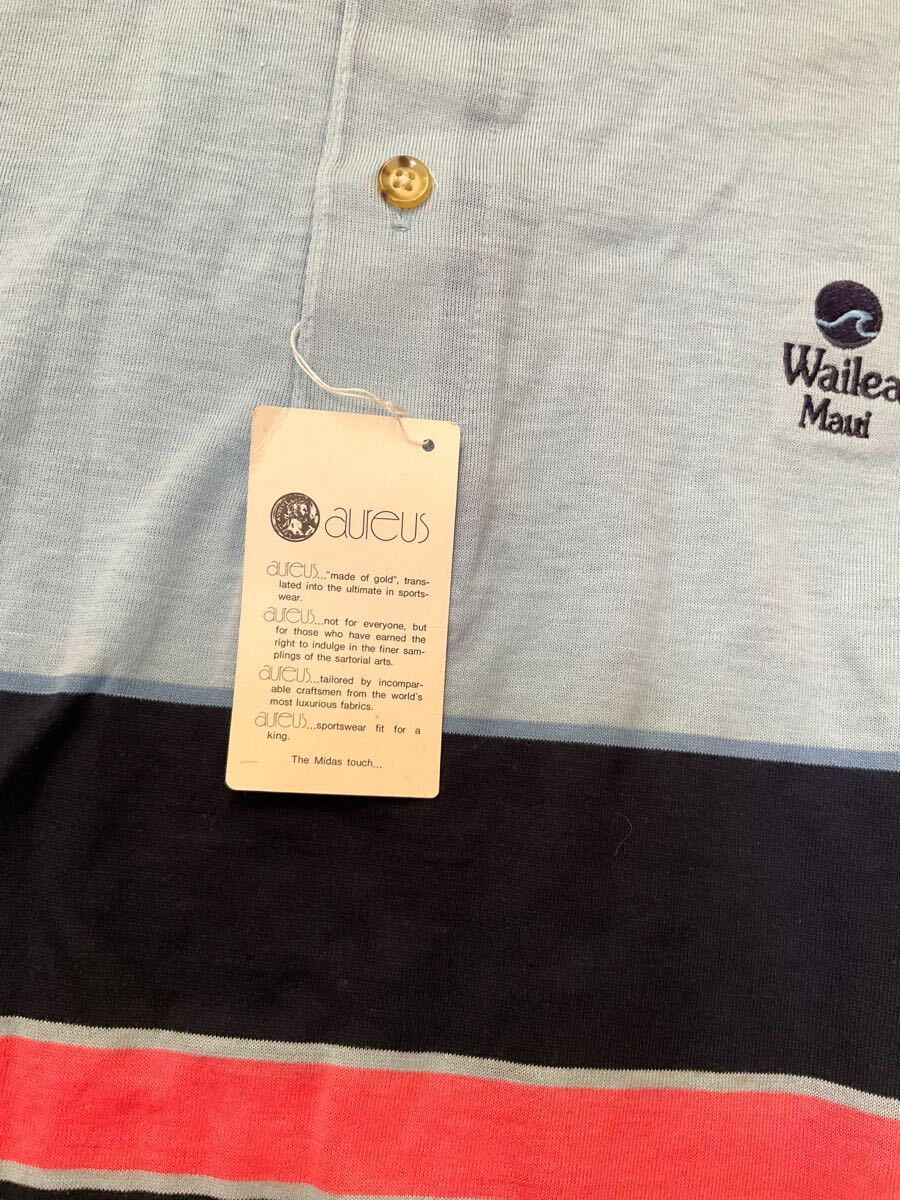 Wailea
Maui
aureus
aureus..."made of gold", trans-
lated into the ultimate in sports-
wear.
aureus...not for everyone, but
for those who have earned the
right to indulge in the finer sam-
plings of the sartorial arts.
aureus...tailored by incompar-
able craftsmen from the world's
most luxurious fabrics.
aureus...sportswear fit for a
king.
The Midas touch...